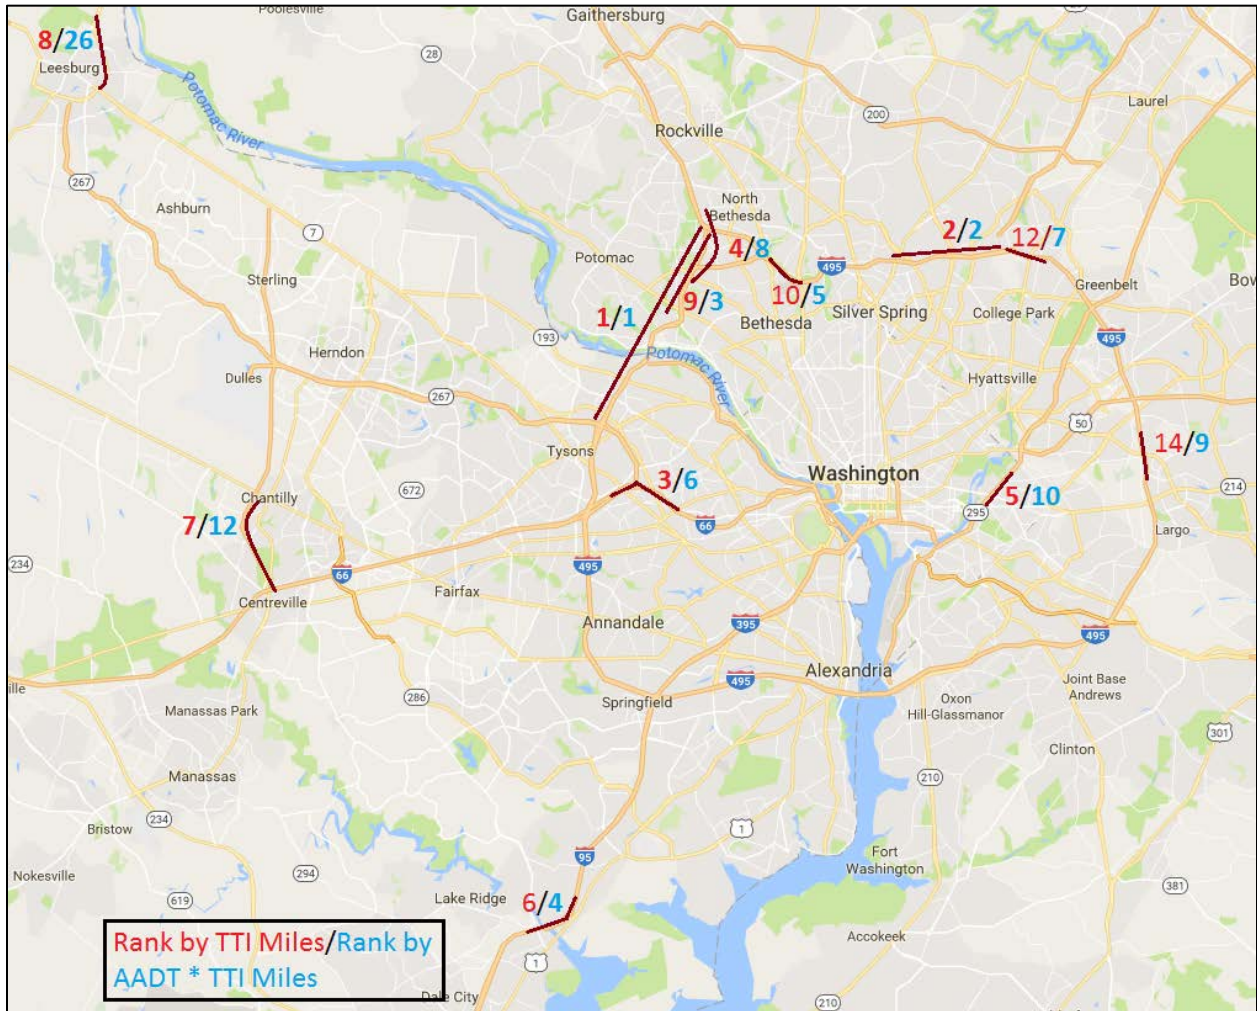 Poolesville
Gaithersburg
8/26
Leesburg
28
Potomac River
Rockville
200
Laurel
267
Ashburn
7
North
Bethesda
Potomac
4/8
2/2
12/7
495
Sterling
10/5
9/3
Bethesda
Silver Spring
College Park
Greenbelt
Bow
1/1
193
Potomac River
495
Herndon
Dulles
267
Hyattsville
50
Tysons
Washington
14/9
3/6
672
Chantilly
214
7/12
66
295
5/10
Largo
234
495
66
Fairfax
Centreville
Annandale
395
495
Alexandria
495
Springfield
ille
286
Manassas Park
Oxon
Hill-Glassmanor
Joint Base
Andrews
301
Clinton
Manassas
210
Bristow
234
1
95
Fort
Washington
Nokesville
294
Lake Ridge
6/4
381
619
Accokeek
Rank by TTI Miles/Rank by
AADT * TTI Miles
1
Dale City
210